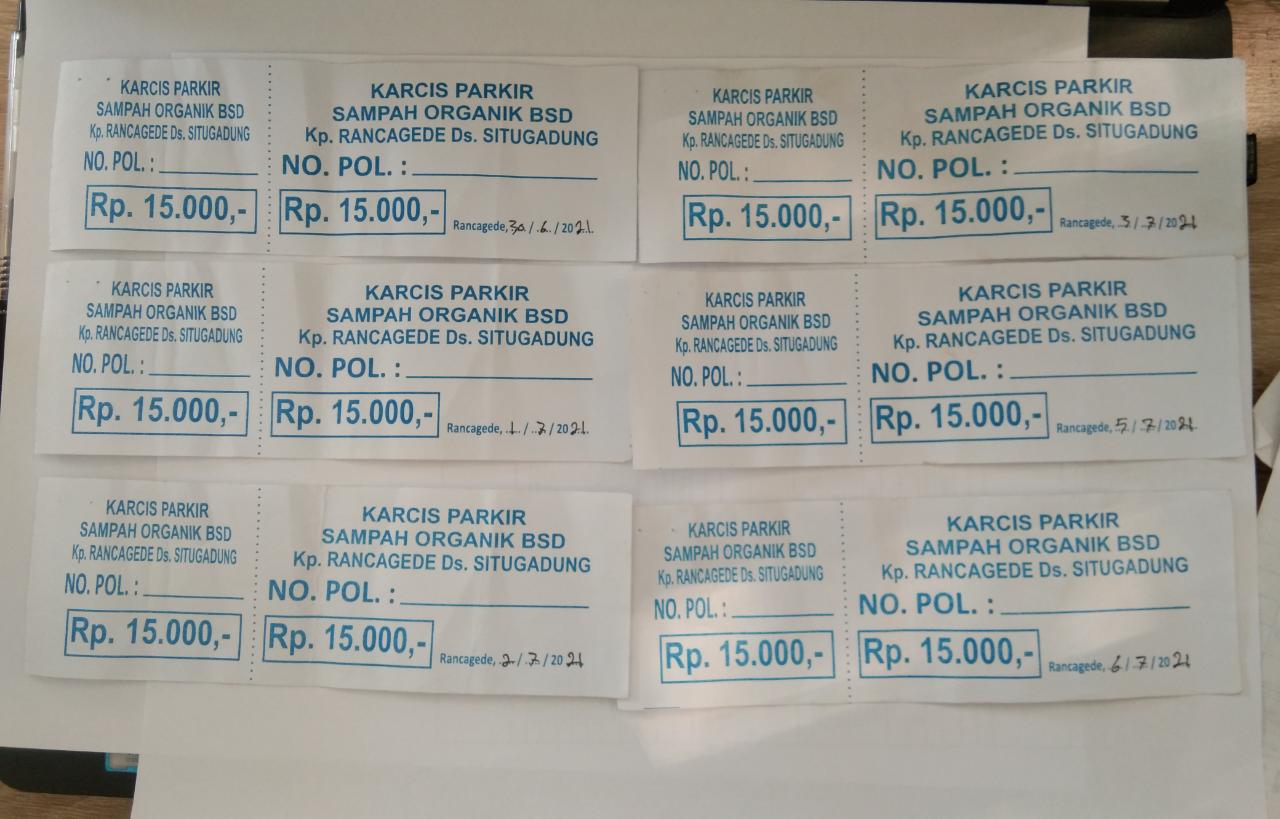 KARCIS PARKIR
SAMPAH ORGANIK BSD
Kp. RANCAGEDE Ds. SITUGADUNG
NO. POL. :
Rp. 15.000,-
KARCIS PARKIR
SAMPAH ORGANIK BSD
Kp. RANCAGEDE Ds. SITUGADUNG
NO. POL. :
Rp. 15.000,-
Rancagede, 30/6/2021
KARCIS PARKIR
SAMPAH ORGANIK BSD
Kp. RANCAGEDE Ds. SITUGADUNG
NO. POL. :
Rp. 15.000,-
KARCIS PARKIR
SAMPAH ORGANIK BSD
Kp. RANCAGEDE Ds. SITUGADUNG
NO. POL. :
Rp. 15.000,-
Rancagede, 3/7/2021
KARCIS PARKIR
SAMPAH ORGANIK BSD
Kp. RANCAGEDE Ds. SITUGADUNG
NO. POL. :
Rp. 15.000,-
KARCIS PARKIR
SAMPAH ORGANIK BSD
Kp. RANCAGEDE Ds. SITUGADUNG
NO. POL. :
Rp. 15.000,-
Rancagede, 1/7/2021
KARCIS PARKIR
SAMPAH ORGANIK BSD
Kp. RANCAGEDE Ds. SITUGADUNG
NO. POL. :
Rp. 15.000,-
KARCIS PARKIR
SAMPAH ORGANIK BSD
Kp. RANCAGEDE Ds. SITUGADUNG
NO. POL. :
Rp. 15.000,-
Rancagede, 5/7/2021
KARCIS PARKIR
SAMPAH ORGANIK BSD
Kp. RANCAGEDE Ds. SITUGADUNG
NO. POL. :
Rp. 15.000,-
KARCIS PARKIR
SAMPAH ORGANIK BSD
Kp. RANCAGEDE Ds. SITUGADUNG
NO. POL. :
Rp. 15.000,-
Rancagede, 2/7/2021
KARCIS PARKIR
SAMPAH ORGANIK BSD
Kp. RANCAGEDE Ds. SITUGADUNG
NO. POL. :
Rp. 15.000,-
KARCIS PARKIR
SAMPAH ORGANIK BSD
Kp. RANCAGEDE Ds. SITUGADUNG
NO. POL. :
Rp. 15.000,-
Rancagede, 6/7/2021